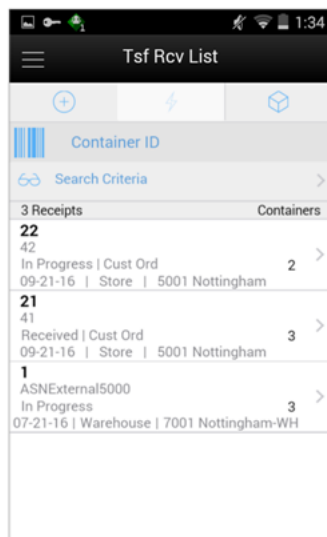 1:34
Tsf Rcv List
Container ID
Search Criteria
3 Receipts Containers
22
42
In Progress | Cust Ord 2
09-21-16 | Store | 5001 Nottingham
21
41
Received | Cust Ord 3
09-21-16 | Store | 5001 Nottingham
1
ASNExternal5000
In Progress 3
07-21-16 | Warehouse | 7001 Nottingham-WH